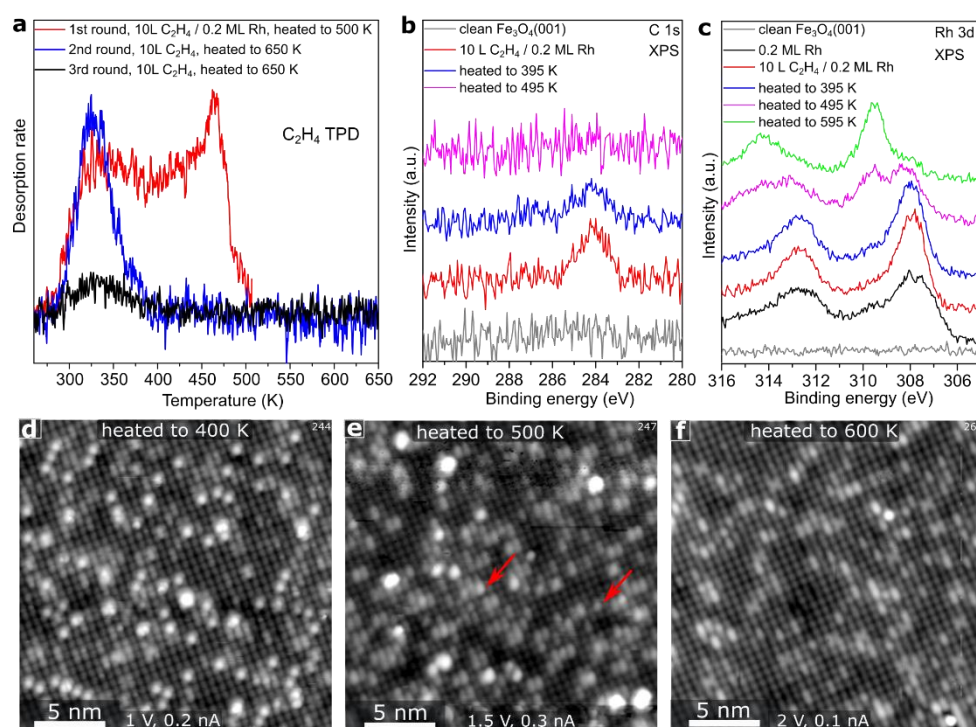 a
1st round, 10L C₂H₄ / 0.2 ML Rh, heated to 500 K
2nd round, 10L C₂H₄, heated to 650 K
3rd round, 10L C₂H₄, heated to 650 K
C₂H₄ TPD
Desorption rate
300 350 400 450 500 550 600 650
Temperature (K)
b
C 1s
XPS
clean Fe₃O₄(001)
10 L C₂H₄ / 0.2 ML Rh
heated to 395 K
heated to 495 K
Intensity (a.u.)
292 290 288 286 284 282 280
Binding energy (eV)
c
Rh 3d
XPS
clean Fe₃O₄(001)
0.2 ML Rh
10 L C₂H₄ / 0.2 ML Rh
heated to 395 K
heated to 495 K
heated to 595 K
Intensity (a.u.)
316 314 312 310 308 306
Binding energy (eV)
d
heated to 400 K
244
5 nm
1 V, 0.2 nA
e
heated to 500 K
247
5 nm
1.5 V, 0.3 nA
f
heated to 600 K
26
5 nm
2 V, 0.1 nA